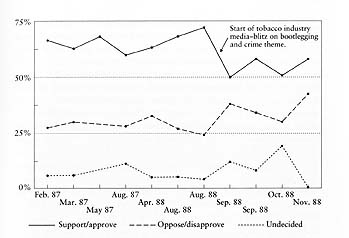 75%
Start of tobacco industry
media-blitz on bootlegging
and crime theme.
50%
25%
0%
Feb. 87
Mar. 87
May 87
Aug. 87
Apr. 88
Aug. 88
Aug. 88
Sep. 88
Sep. 88
Oct. 88
Nov. 88
Support/approve
Oppose/disapprove
Undecided